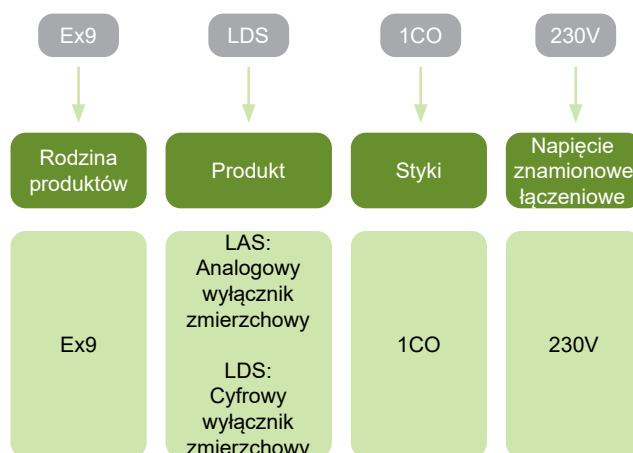 Ex9
LDS
1CO
230V
Rodzina
produktów
Produkt
Styki
Napięcie
znamionowe
łączeniowe
Ex9
LAS:
Analogowy
wyłącznik
zmierzchowy
LDS:
Cyfrowy
wyłącznik
zmierzchowy
1CO
230V